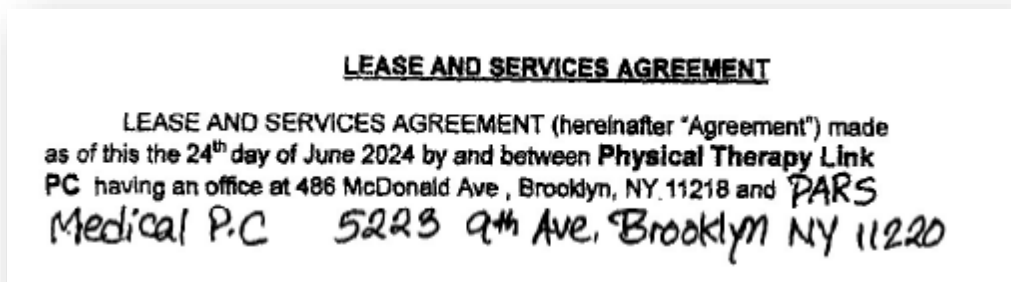 LEASE AND SERVICES AGREEMENT
LEASE AND SERVICES AGREEMENT (hereinafter "Agreement") made
as of this the 24th day of June 2024 by and between Physical Therapy Link
PC having an office at 486 McDonald Ave , Brooklyn, NY. 11218 and PARS
Medical P.C 5223 9th Ave. Brooklyn NY 11220